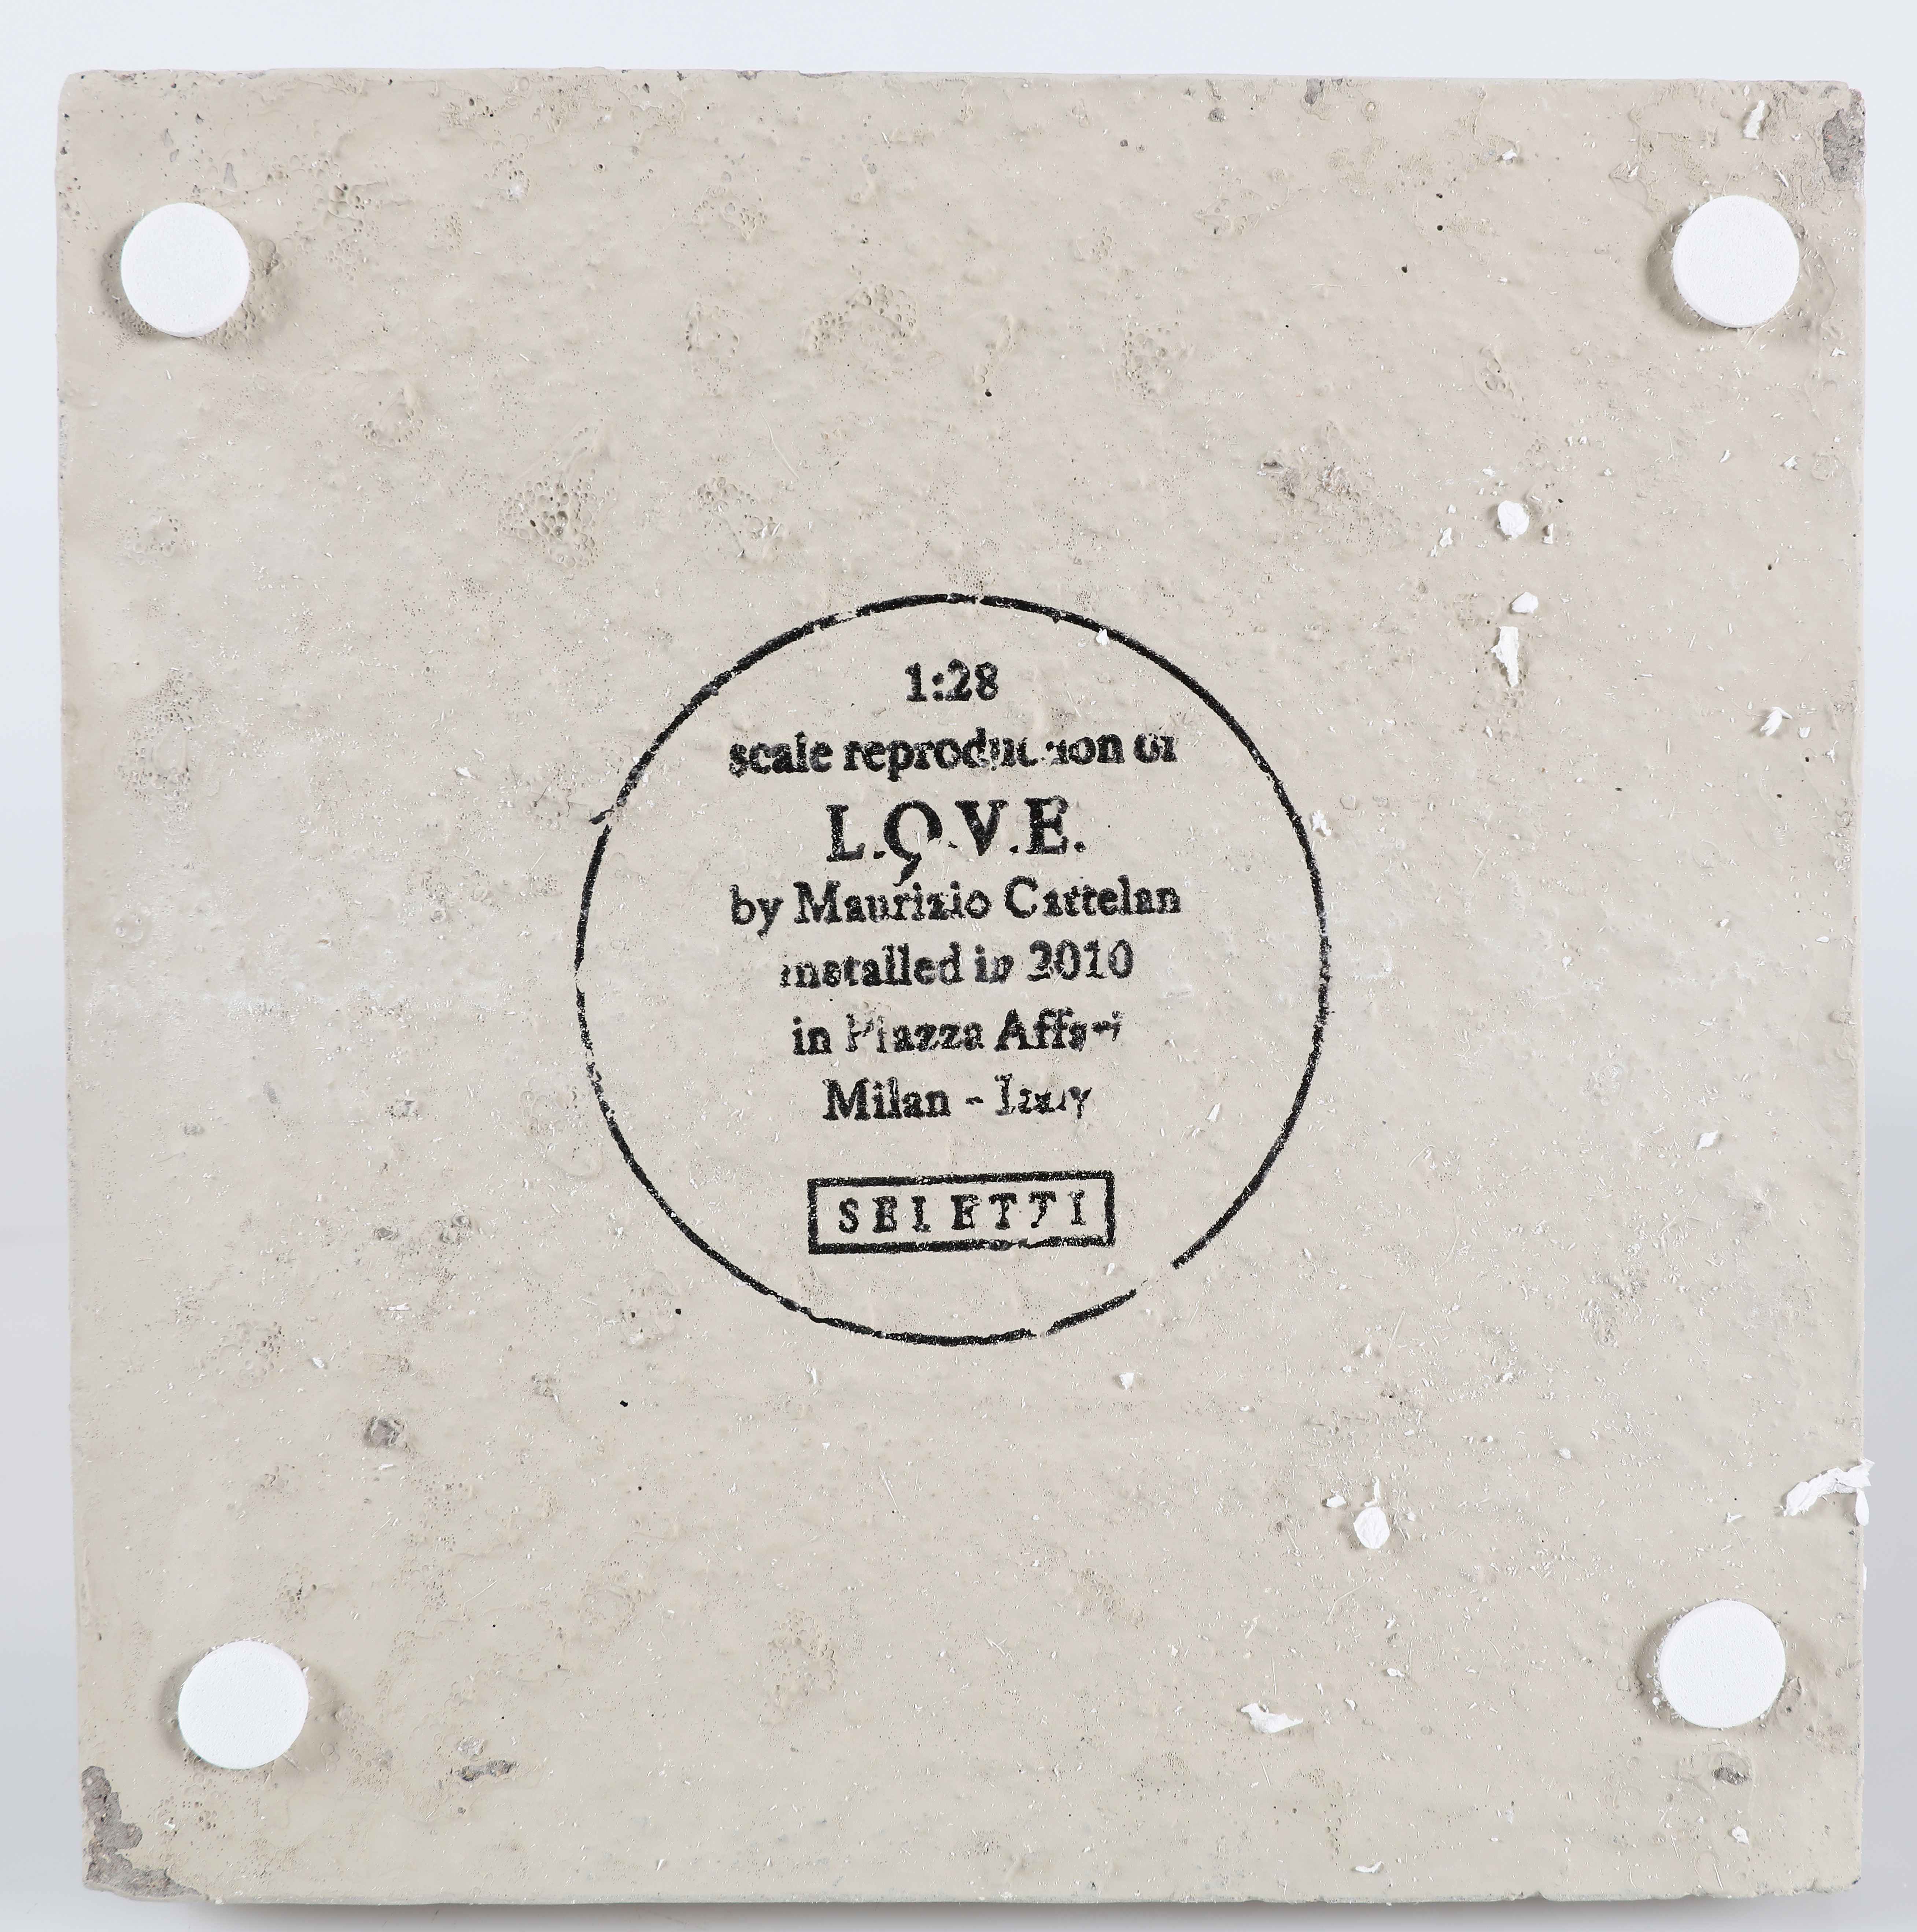 1:28
scale reproduction of
L.O.V.E.
by Maurizio Cattelan
installed in 2010
in Piazza Affari
Milan - Italy
SELETTI